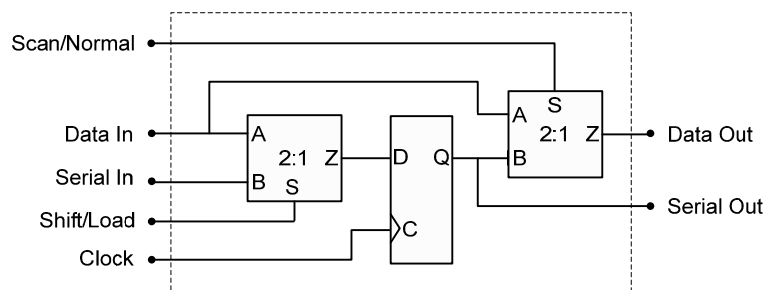 Scan/Normal
Data In
Serial In
Shift/Load
Clock
A
2:1
Z
B
S
D
Q
C
S
A
2:1
Z
B
Data Out
Serial Out